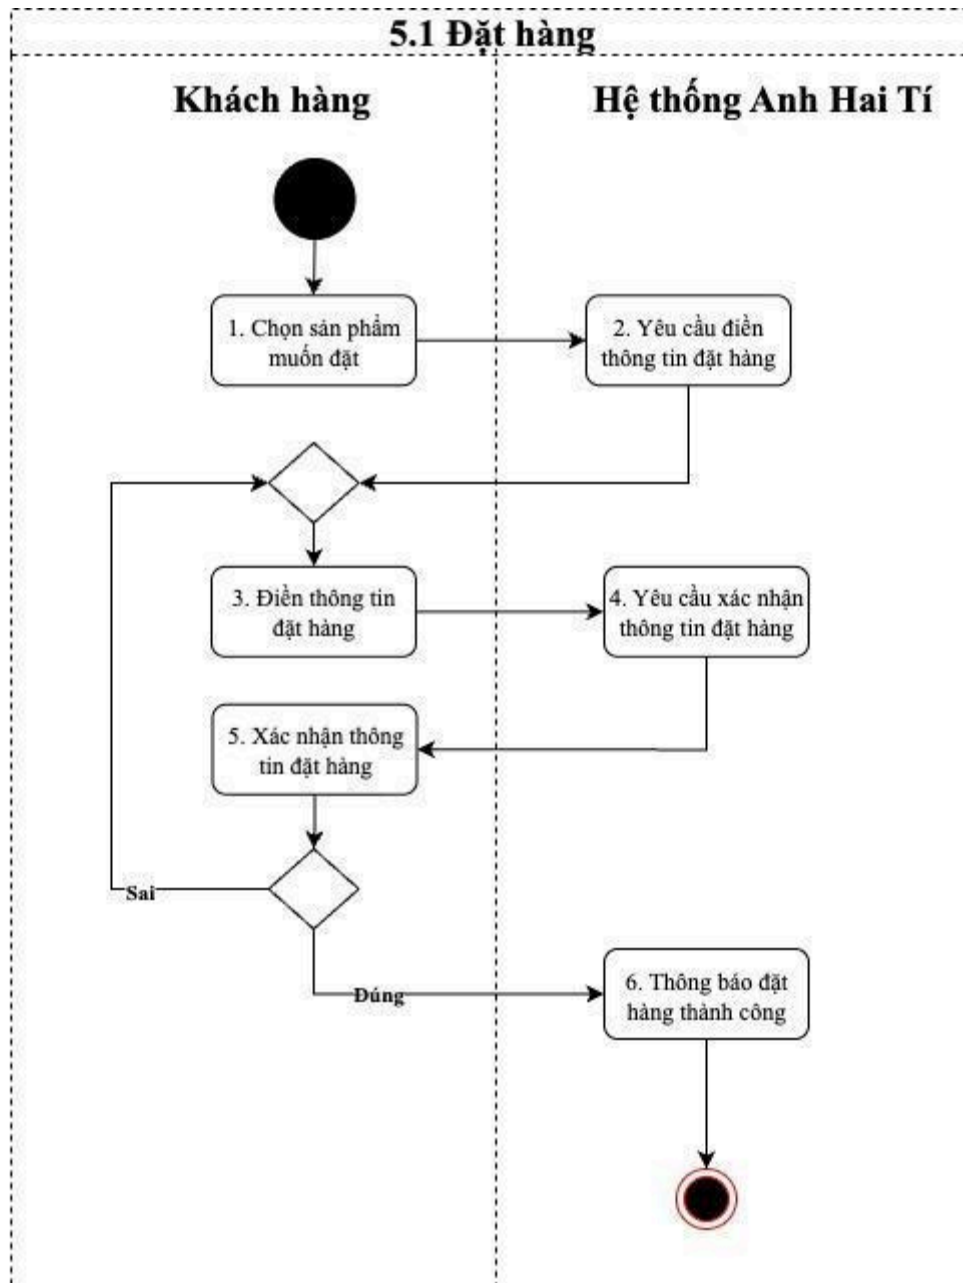 5.1 Đặt hàng
Khách hàng
Hệ thống Anh Hai Tí
1. Chọn sản phẩm
muốn đặt
2. Yêu cầu điền
thông tin đặt hàng
3. Điền thông tin
đặt hàng
4. Yêu cầu xác nhận
thông tin đặt hàng
5. Xác nhận thông
tin đặt hàng
Sai
Đúng
6. Thông báo đặt
hàng thành công